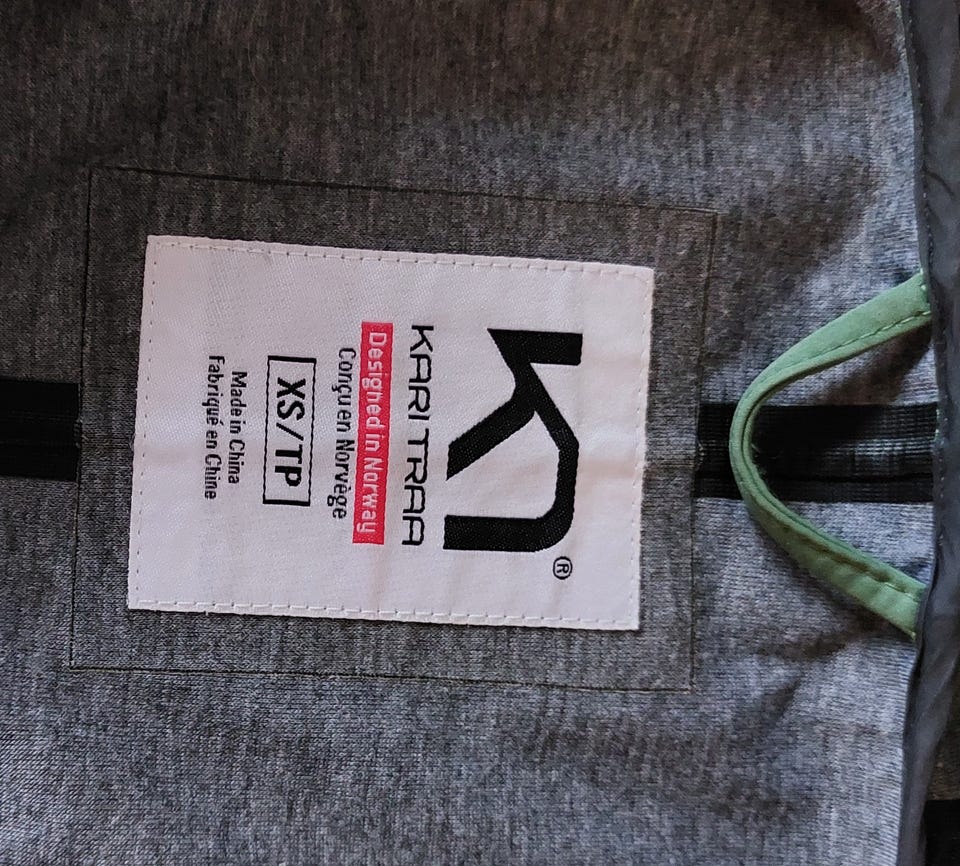 ®
KARI TRAA
Designed in Norway
Conçu en Norvège
XS/TP
Made in China
Fabriqué en Chine